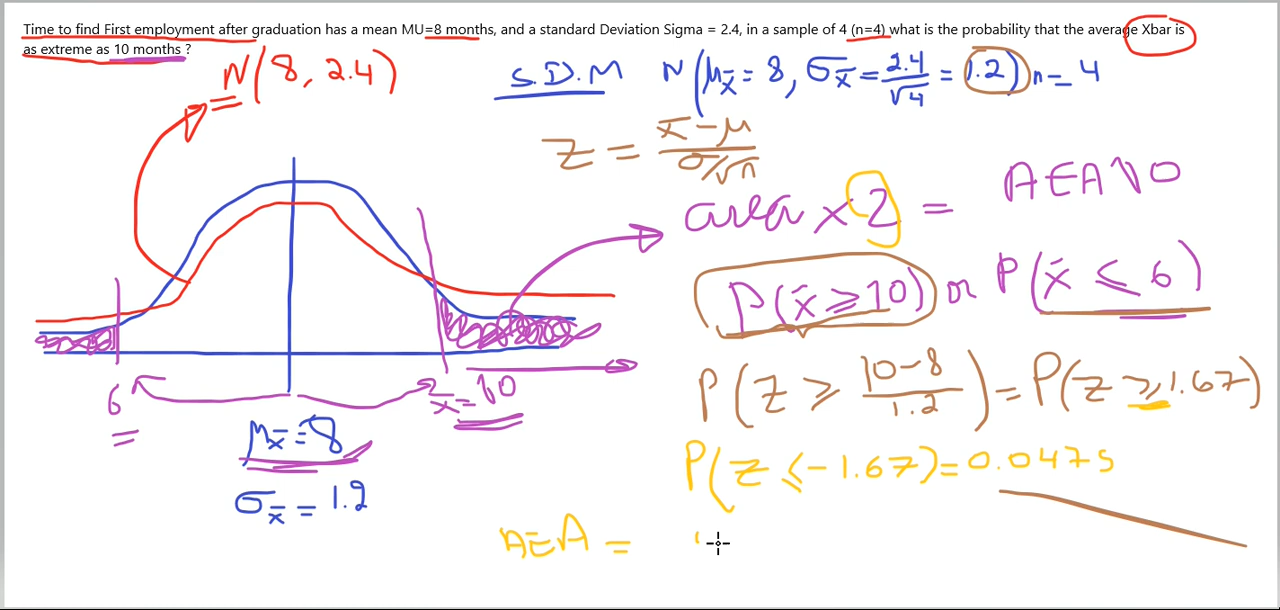 Time to find First employment after graduation has a mean MU=8 months, and a standard Deviation Sigma = 2.4, in a sample of 4 (n=4) what is the probability that the average Xbar is
as extreme as 10 months ?
N(8, 2.4)
S.D.M N(μx̄ = 8, σx̄ = 2.4/√4 = 1.2) n = 4
z = x̄-μ/σ/√n
area x 2 = AEA 10
P(x̄ ≥ 10) or P(x̄ ≤ 6)
P(z ≥ 10-8/1.2) = P(z ≥ 1.67)
P(z ≤ -1.67) = 0.0475
AEA =
6
x̄ = 10
μx̄ = 8
σx̄ = 1.2